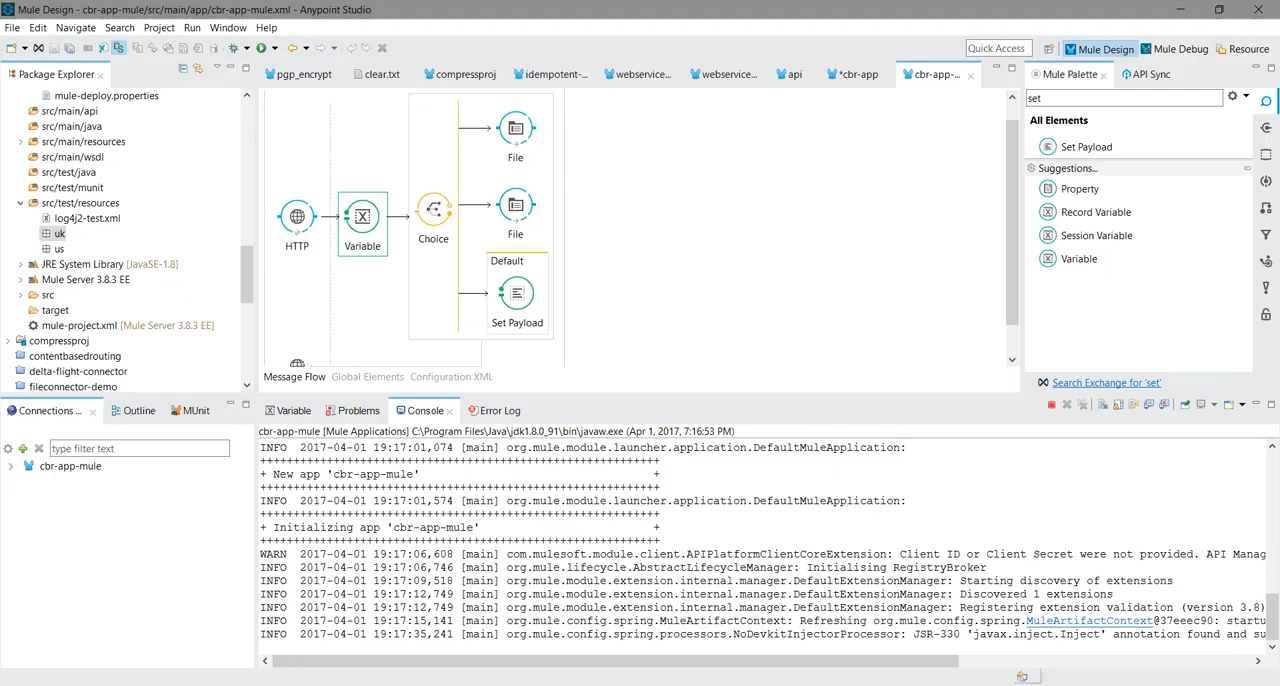 Mule Design - cbr-app-mule/src/main/app/cbr-app-mule.xml - Anypoint Studio
File Edit Navigate Search Project Run Window Help
Quick Access
Mule Design
Mule Debug
Resource
Package Explorer
mule-deploy.properties
src/main/api
src/main/java
src/main/resources
src/main/wsdl
src/test/java
src/test/munit
src/test/resources
log4j2-test.xml
uk
us
JRE System Library [JavaSE-1.8]
Mule Server 3.8.3 EE
src
target
mule-project.xml [Mule Server 3.8.3 EE]
compressproj
contentbasedrouting
delta-flight-connector
fileconnector-demo
pgp_encrypt
clear.txt
compressproj
idempotent-...
webservice...
webservice...
api
*cbr-app
cbr-app-...
HTTP
Variable
Choice
File
File
Default
Set Payload
Message Flow Global Elements Configuration XML
Mule Palette
API Sync
set
All Elements
Set Payload
Suggestions...
Property
Record Variable
Session Variable
Variable
Search Exchange for 'set'
Connections ...
Outline
MUnit
type filter text
cbr-app-mule
Variable
Problems
Console
Error Log
cbr-app-mule [Mule Applications] C:\Program Files\Java\jdk1.8.0_91\bin\javaw.exe (Apr 1, 2017, 7:16:53 PM)
INFO 2017-04-01 19:17:01,074 [main] org.mule.module.launcher.application.DefaultMuleApplication:
++++++++++++++++++++++++++++++++++++++++++++++++++++++++++++
+ New app 'cbr-app-mule' +
++++++++++++++++++++++++++++++++++++++++++++++++++++++++++++
INFO 2017-04-01 19:17:01,574 [main] org.mule.module.launcher.application.DefaultMuleApplication:
++++++++++++++++++++++++++++++++++++++++++++++++++++++++++++
+ Initializing app 'cbr-app-mule' +
++++++++++++++++++++++++++++++++++++++++++++++++++++++++++++
WARN 2017-04-01 19:17:06,608 [main] com.mulesoft.module.client.APIPlatformClientCoreExtension: Client ID or Client Secret were not provided. API Manag
INFO 2017-04-01 19:17:06,746 [main] org.mule.lifecycle.AbstractLifecycleManager: Initialising RegistryBroker
INFO 2017-04-01 19:17:09,518 [main] org.mule.module.extension.internal.manager.DefaultExtensionManager: Starting discovery of extensions
INFO 2017-04-01 19:17:12,749 [main] org.mule.module.extension.internal.manager.DefaultExtensionManager: Discovered 1 extensions
INFO 2017-04-01 19:17:12,749 [main] org.mule.module.extension.internal.manager.DefaultExtensionManager: Registering extension validation (version 3.8)
INFO 2017-04-01 19:17:15,141 [main] org.mule.config.spring.MuleArtifactContext: Refreshing org.mule.config.spring.MuleArtifactContext@37eeec90: startu
INFO 2017-04-01 19:17:35,241 [main] org.mule.config.spring.processors.NoDevkitInjectorProcessor: JSR-330 'javax.inject.Inject' annotation found and su